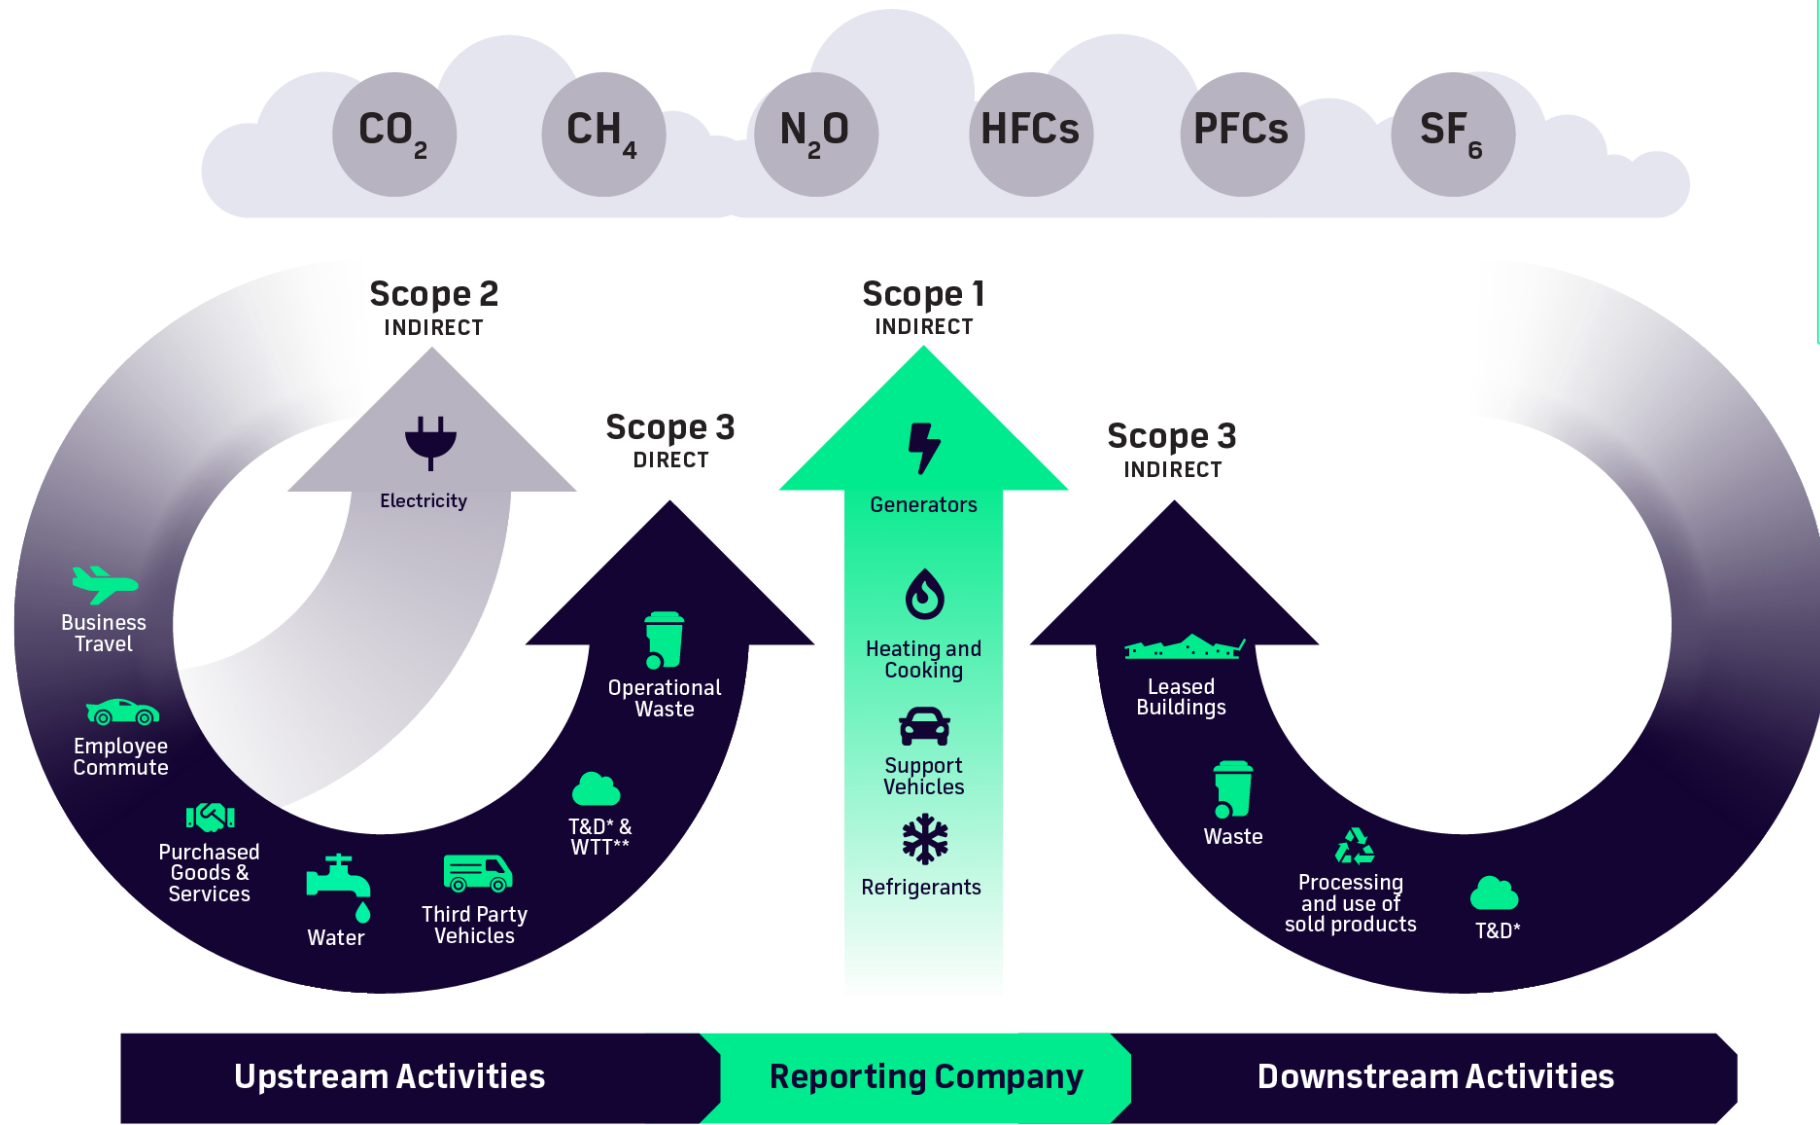 CO2
CH4
N2O
HFCs
PFCs
SF6
Scope 2
INDIRECT
Scope 1
INDIRECT
Scope 3
DIRECT
Scope 3
INDIRECT
Electricity
Business
Travel
Employee
Commute
Purchased
Goods &
Services
Water
Third Party
Vehicles
T&D* &
WTT**
Operational
Waste
Generators
Heating and
Cooking
Support
Vehicles
Refrigerants
Leased
Buildings
Waste
Processing
and use of
sold products
T&D*
Upstream Activities
Reporting Company
Downstream Activities